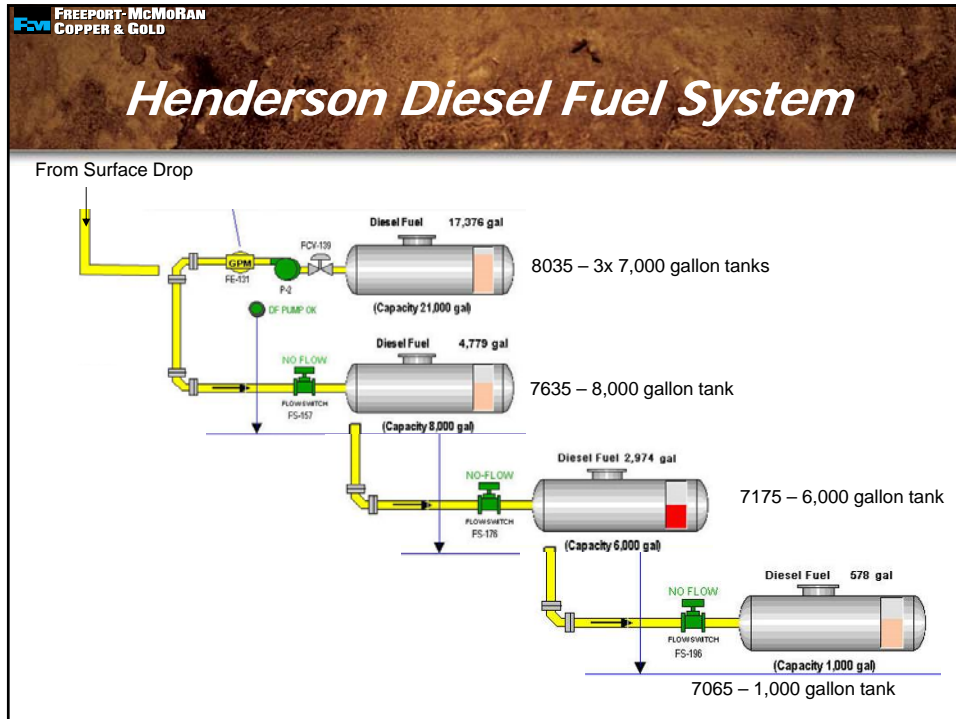 FREEPORT-MCMORAN
COPPER & GOLD
Henderson Diesel Fuel System
From Surface Drop
Diesel Fuel 17,376 gal
FCV-139
GPM
FE-131
P-2
8035 – 3x 7,000 gallon tanks
DF PUMP OK
(Capacity 21,000 gal)
Diesel Fuel 4,779 gal
NO FLOW
7635 – 8,000 gallon tank
FLOWSWITCH
FS-157
(Capacity 8,000 gal)
Diesel Fuel 2,974 gal
NO-FLOW
7175 – 6,000 gallon tank
FLOWSWITCH
FS-176
(Capacity 6,000 gal)
Diesel Fuel 578 gal
NO FLOW
FLOWSWITCH
FS-196
(Capacity 1,000 gal)
7065 – 1,000 gallon tank